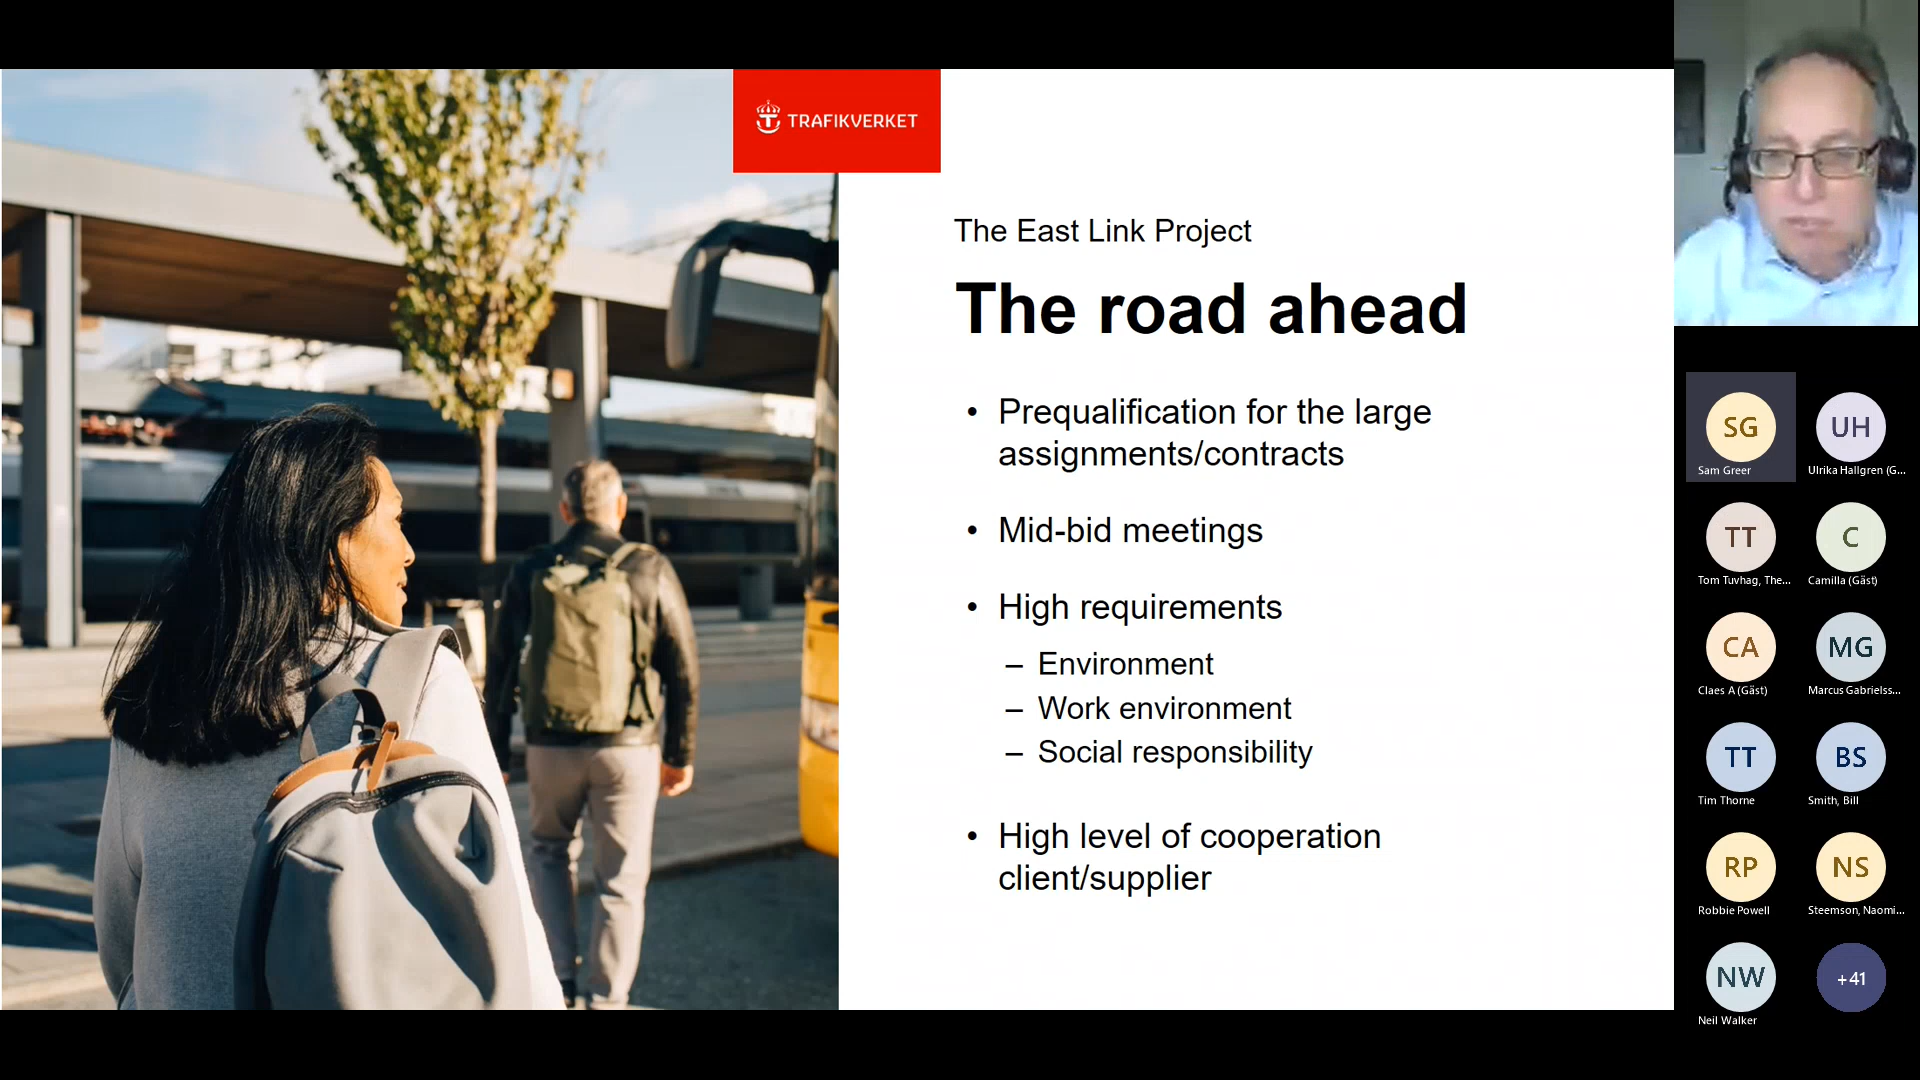 TRAFIKVERKET
The East Link Project
The road ahead
• Prequalification for the large
assignments/contracts
• Mid-bid meetings
• High requirements
– Environment
– Work environment
– Social responsibility
• High level of cooperation
client/supplier
SG
Sam Greer
UH
Ulrika Hallgren (G...
TT
Tom Tuvhag, The...
C
Camilla (Gäst)
CA
Claes A (Gäst)
MG
Marcus Gabrielss...
TT
Tim Thorne
BS
Smith, Bill
RP
Robbie Powell
NS
Steemson, Naomi...
NW
Neil Walker
+41